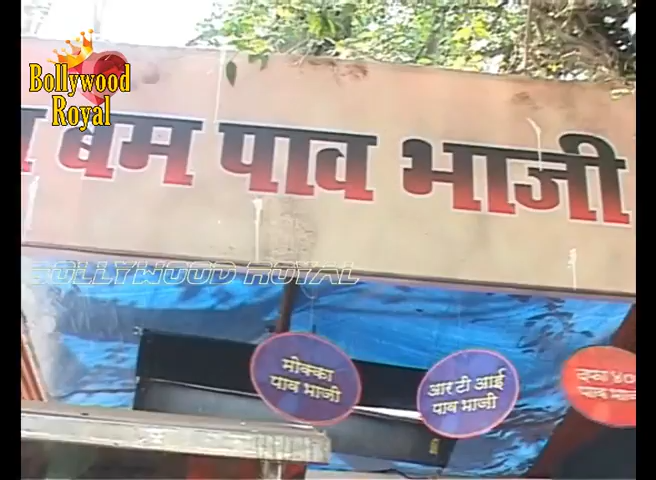 Bollywood
Royal
बम पाव भाजी
BOLLYWOOD ROYAL
मोक्का
पाव भाजी
आर टी आई
पाव भाजी
पाव भाजी